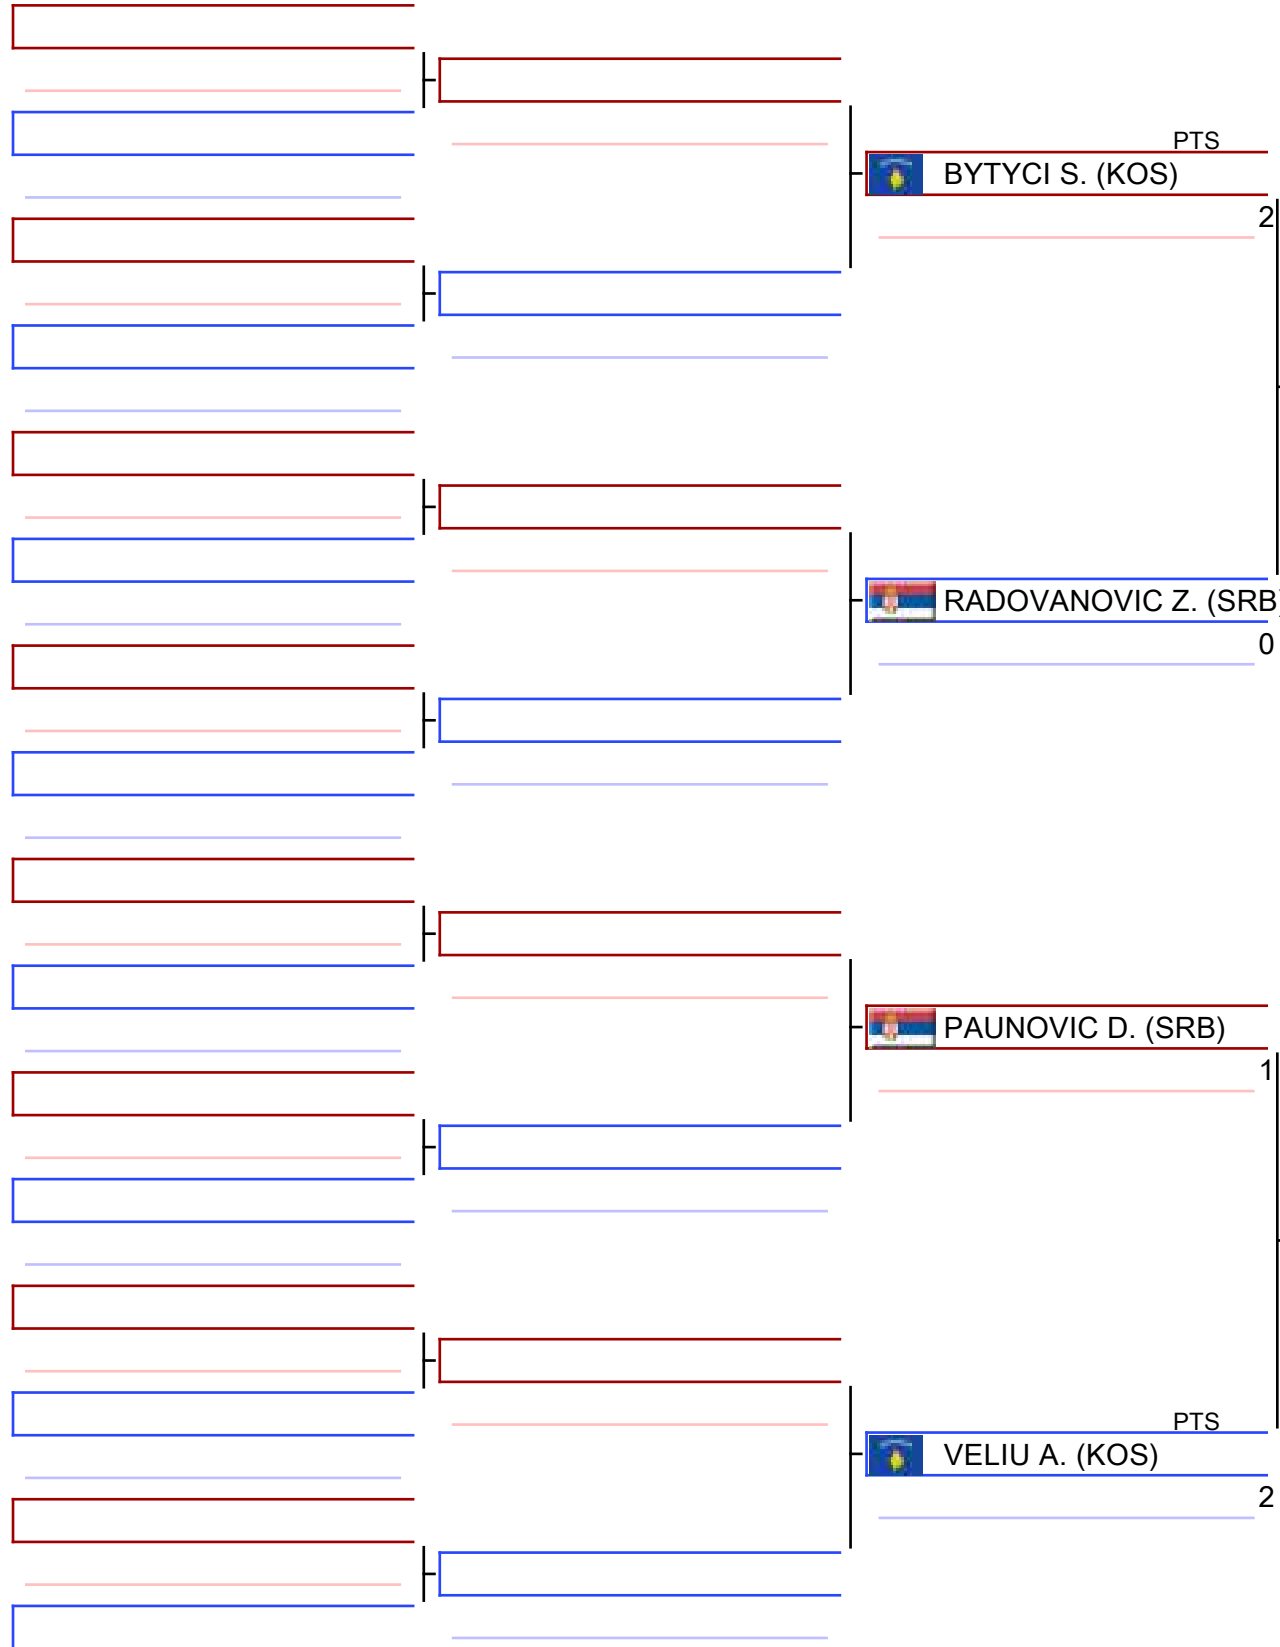 PTS
BYTYCI S. (KOS)
2
RADOVANOVIC Z. (SRB)
0
PAUNOVIC D. (SRB)
1
PTS
VELIU A. (KOS)
2